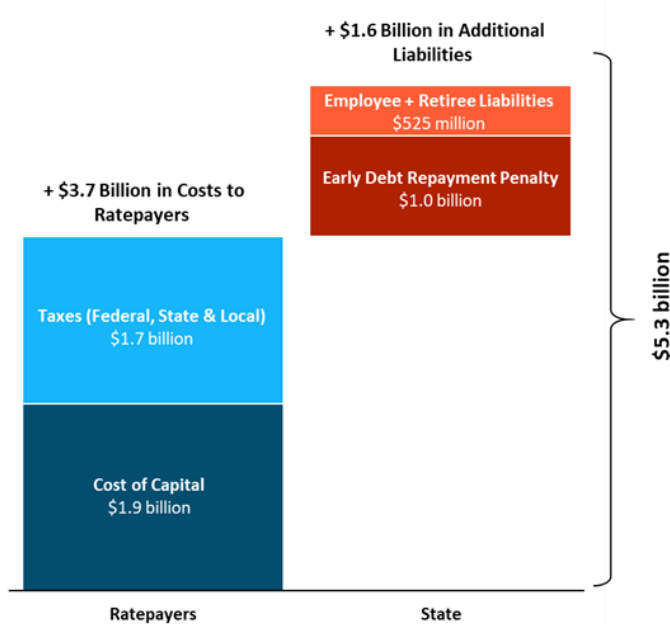 + $1.6 Billion in Additional
Liabilities
Employee + Retiree Liabilities
$525 million
Early Debt Repayment Penalty
$1.0 billion
+ $3.7 Billion in Costs to
Ratepayers
Taxes (Federal, State & Local)
$1.7 billion
Cost of Capital
$1.9 billion
$5.3 billion
Ratepayers
State